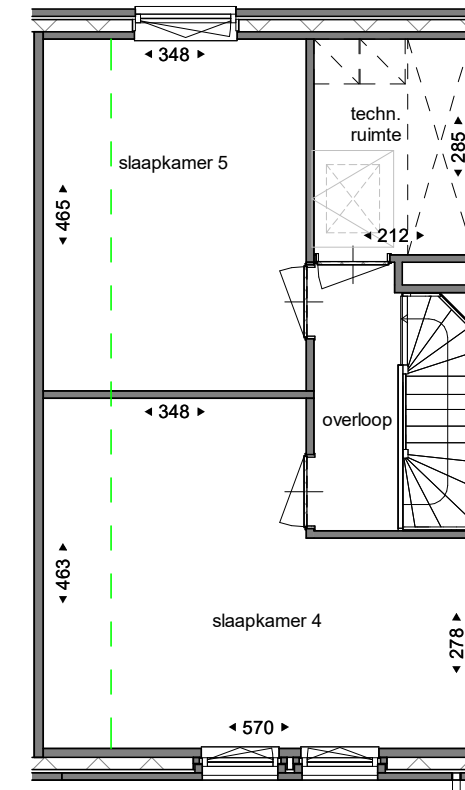 348
techn.
ruimte
285
slaapkamer 5
465
212
348
overloop
463
slaapkamer 4
278
570